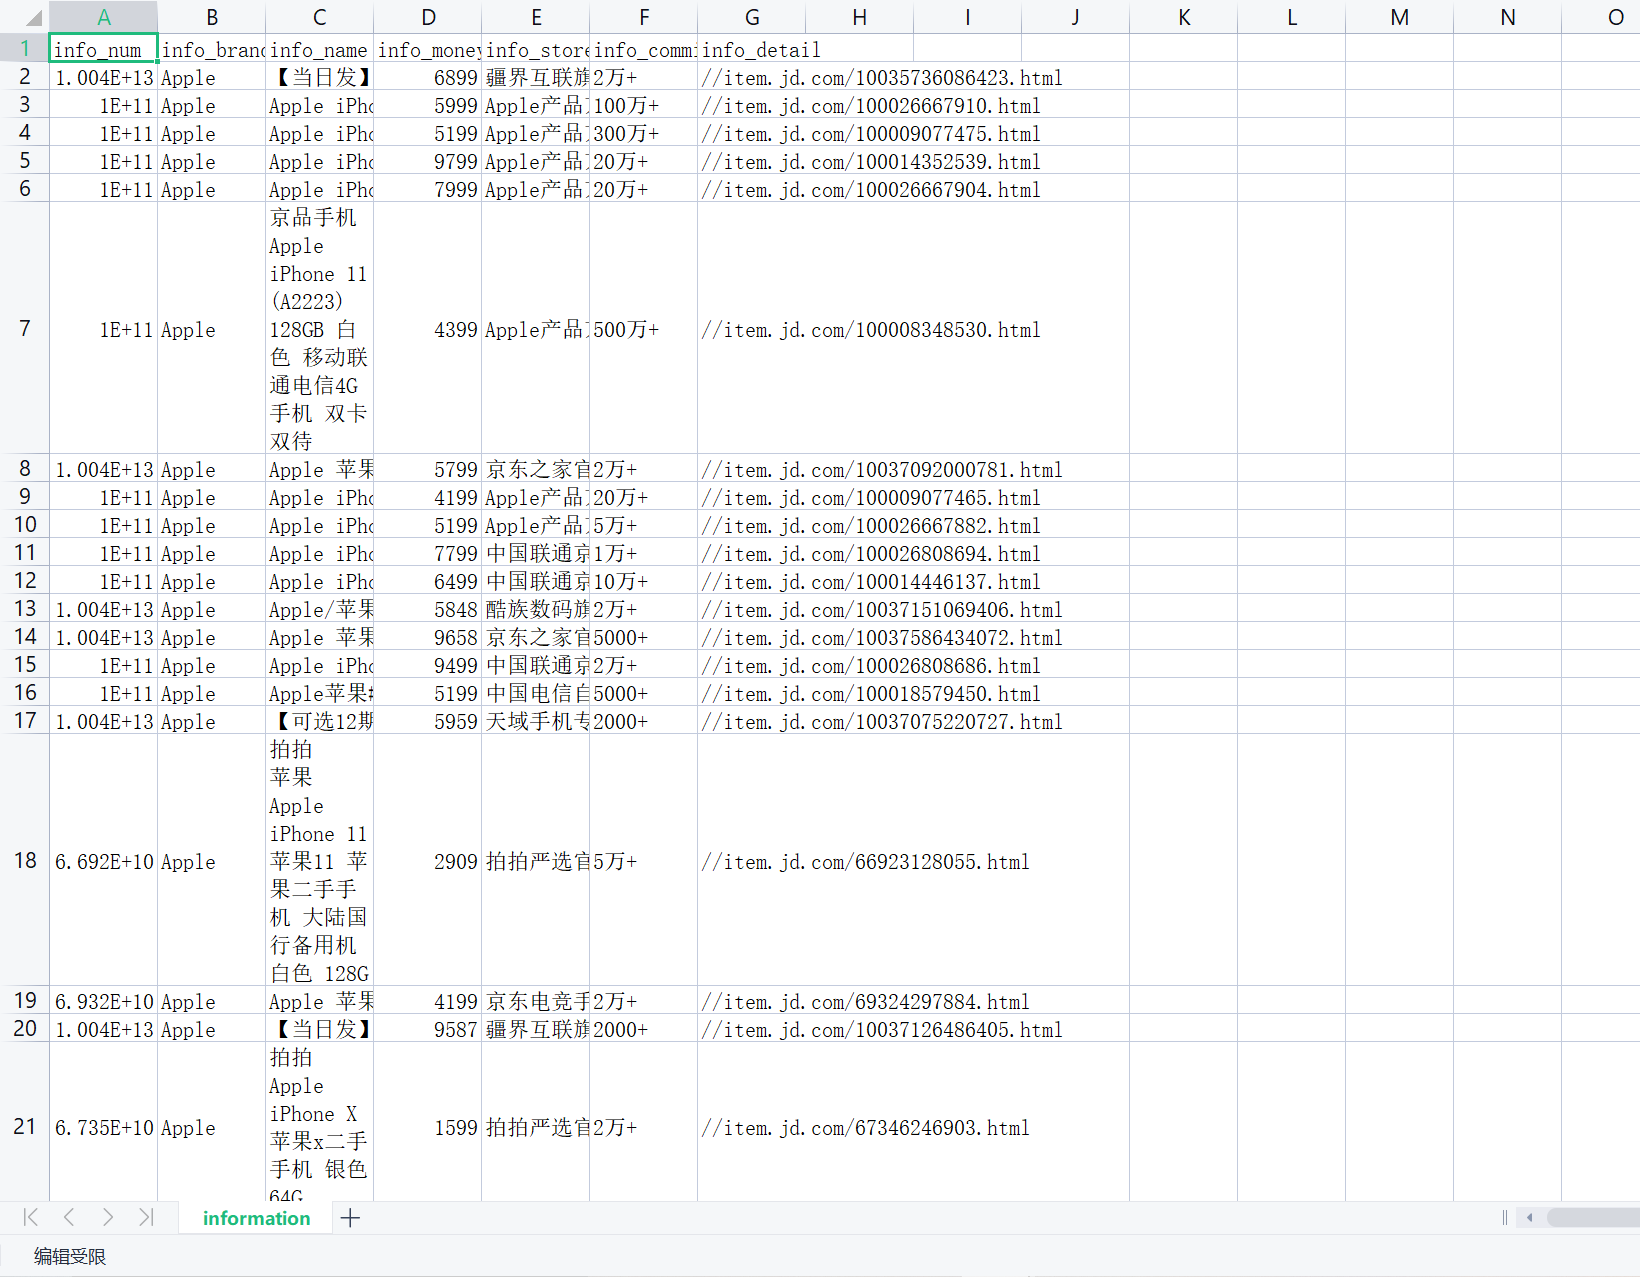 A B C D E F G H I J K L M N O
1 info_num info_brand info_name info_money info_store info_comm info_detail
2 1.004E+13 Apple 【当日发】 6899 疆界互联旗 2万+ //item.jd.com/10035736086423.html
3 1E+11 Apple Apple iPho 5999 Apple产品 100万+ //item.jd.com/100026667910.html
4 1E+11 Apple Apple iPho 5199 Apple产品 300万+ //item.jd.com/100009077475.html
5 1E+11 Apple Apple iPho 9799 Apple产品 20万+ //item.jd.com/100014352539.html
6 1E+11 Apple Apple iPho 7999 Apple产品 20万+ //item.jd.com/100026667904.html
京品手机
Apple
iPhone 11
(A2223)
7 1E+11 Apple 128GB 白 4399 Apple产品 500万+ //item.jd.com/100008348530.html
色 移动联
通电信4G
手机 双卡
双待
8 1.004E+13 Apple Apple 苹果 5799 京东之家官 2万+ //item.jd.com/10037092000781.html
9 1E+11 Apple Apple iPho 4199 Apple产品 20万+ //item.jd.com/100009077465.html
10 1E+11 Apple Apple iPho 5199 Apple产品 5万+ //item.jd.com/100026667882.html
11 1E+11 Apple Apple iPho 7799 中国联通京 1万+ //item.jd.com/100026808694.html
12 1E+11 Apple Apple iPho 6499 中国联通京 10万+ //item.jd.com/100014446137.html
13 1.004E+13 Apple Apple/苹果 5848 酷族数码旗 2万+ //item.jd.com/10037151069406.html
14 1.004E+13 Apple Apple 苹果 9658 京东之家官 5000+ //item.jd.com/10037586434072.html
15 1E+11 Apple Apple iPho 9499 中国联通京 2万+ //item.jd.com/100026808686.html
16 1E+11 Apple Apple苹果 5199 中国电信自 5000+ //item.jd.com/100018579450.html
17 1.004E+13 Apple 【可选12期 5959 天域手机专 2000+ //item.jd.com/10037075220727.html
拍拍
苹果
Apple
iPhone 11
18 6.692E+10 Apple 苹果11 苹 2909 拍拍严选官 5万+ //item.jd.com/66923128055.html
果二手手
机 大陆国
行备用机
白色 128G
19 6.932E+10 Apple Apple 苹果 4199 京东电竞手 2万+ //item.jd.com/69324297884.html
20 1.004E+13 Apple 【当日发】 9587 疆界互联旗 2000+ //item.jd.com/10037126486405.html
拍拍
Apple
iPhone X
21 6.735E+10 Apple 苹果x二手 1599 拍拍严选官 2万+ //item.jd.com/67346246903.html
手机 银色
64G
information
编辑受限